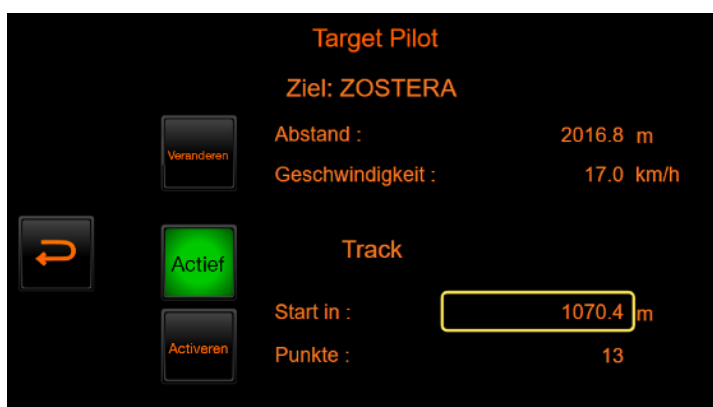 Target Pilot
Ziel: ZOSTERA
Veranderen
Abstand : 2016.8 m
Geschwindigkeit : 17.0 km/h
Actief
Track
Start in : 1070.4 m
Activeren
Punkte : 13